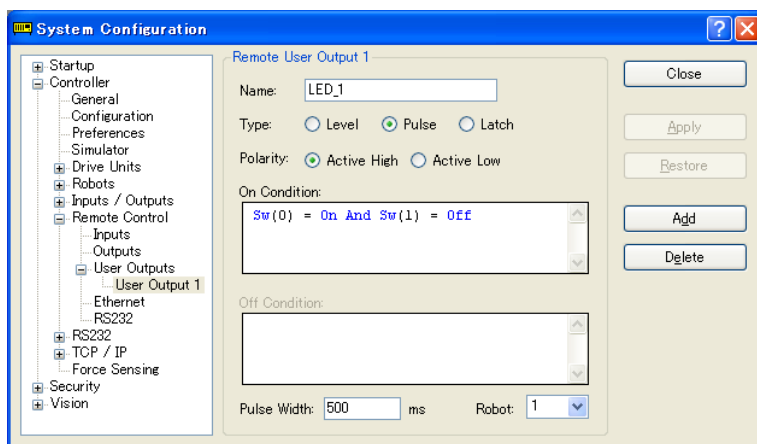 System Configuration
Startup
Controller
General
Configuration
Preferences
Simulator
Drive Units
Robots
Inputs / Outputs
Remote Control
Inputs
Outputs
User Outputs
User Output 1
Ethernet
RS232
RS232
TCP / IP
Force Sensing
Security
Vision
Remote User Output 1
Name: LED_1
Type: Level Pulse Latch
Polarity: Active High Active Low
On Condition:
Sw(0) = On And Sw(1) = Off
Off Condition:
Pulse Width: 500 ms Robot: 1
Close
Apply
Restore
Add
Delete